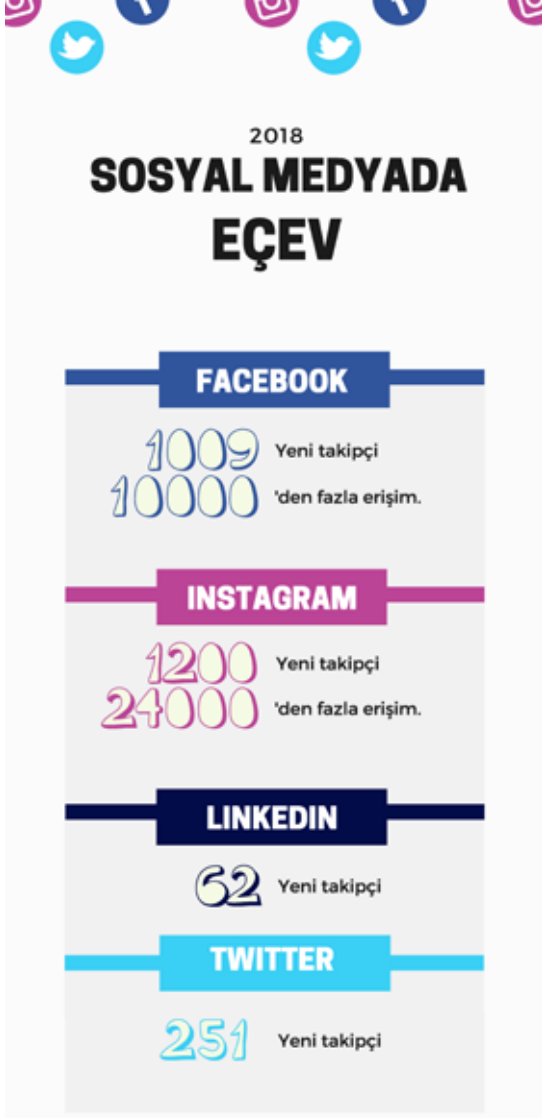 2018
SOSYAL MEDYADA
EÇEV
FACEBOOK
1009 Yeni takipçi
10000 'den fazla erişim.
INSTAGRAM
1200 Yeni takipçi
24000 'den fazla erişim.
LINKEDIN
62 Yeni takipçi
TWITTER
251 Yeni takipçi